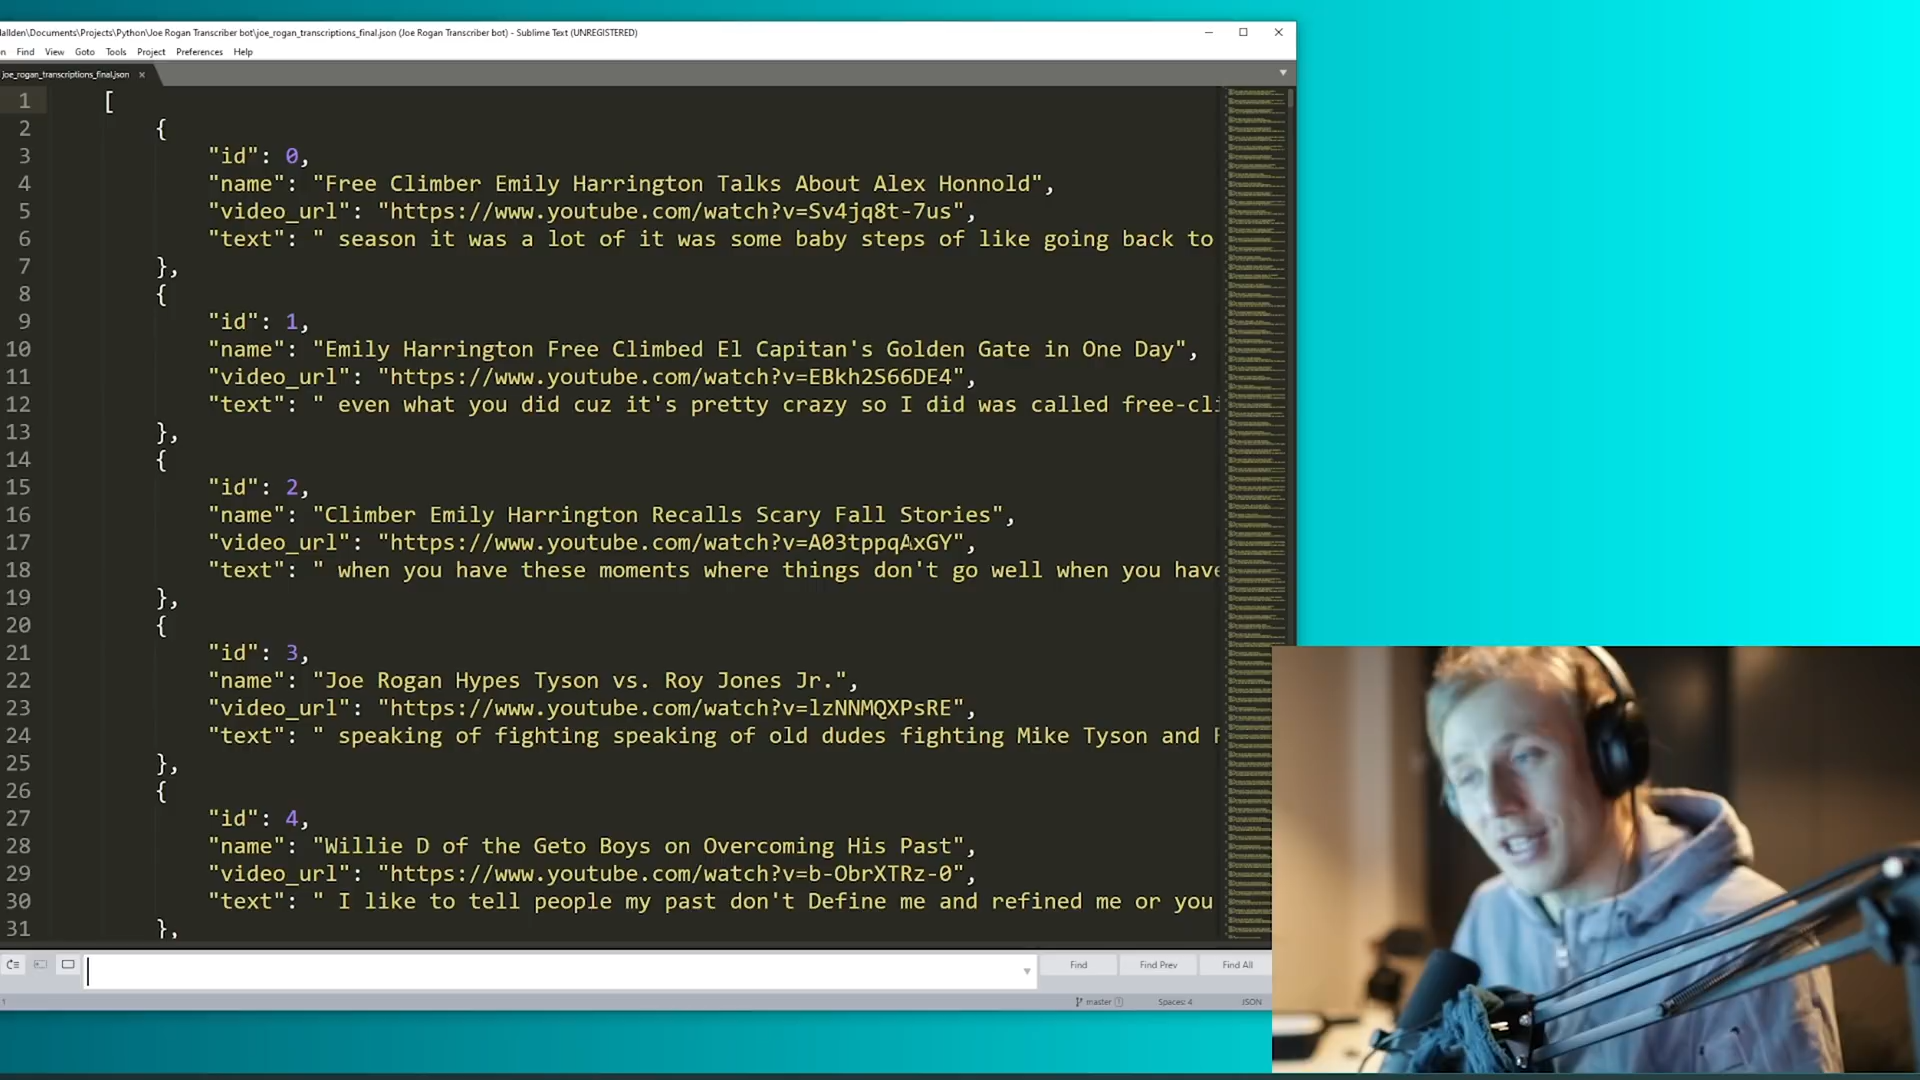 allden\Documents\Projects\Python\Joe Rogan Transcriber bot\joe_rogan_transcriptions_final.json (Joe Rogan Transcriber bot) - Sublime Text (UNREGISTERED)
Find View Goto Tools Project Preferences Help
joe_rogan_transcriptions_final.json
1 [
2 {
3 "id": 0,
4 "name": "Free Climber Emily Harrington Talks About Alex Honnold",
5 "video_url": "https://www.youtube.com/watch?v=Sv4jq8t-7us",
6 "text": " season it was a lot of it was some baby steps of like going back to
7 },
8 {
9 "id": 1,
10 "name": "Emily Harrington Free Climbed El Capitan's Golden Gate in One Day",
11 "video_url": "https://www.youtube.com/watch?v=EBkh2S66DE4",
12 "text": " even what you did cuz it's pretty crazy so I did was called free-cli
13 },
14 {
15 "id": 2,
16 "name": "Climber Emily Harrington Recalls Scary Fall Stories",
17 "video_url": "https://www.youtube.com/watch?v=A03tppqAxGY",
18 "text": " when you have these moments where things don't go well when you have
19 },
20 {
21 "id": 3,
22 "name": "Joe Rogan Hypes Tyson vs. Roy Jones Jr.",
23 "video_url": "https://www.youtube.com/watch?v=lzNNMQXPsRE",
24 "text": " speaking of fighting speaking of old dudes fighting Mike Tyson and
25 },
26 {
27 "id": 4,
28 "name": "Willie D of the Geto Boys on Overcoming His Past",
29 "video_url": "https://www.youtube.com/watch?v=b-ObrXTRz-0",
30 "text": " I like to tell people my past don't Define me and refined me or you
31 },
Find Find Prev Find All
master 1 Spaces: 4 JSON